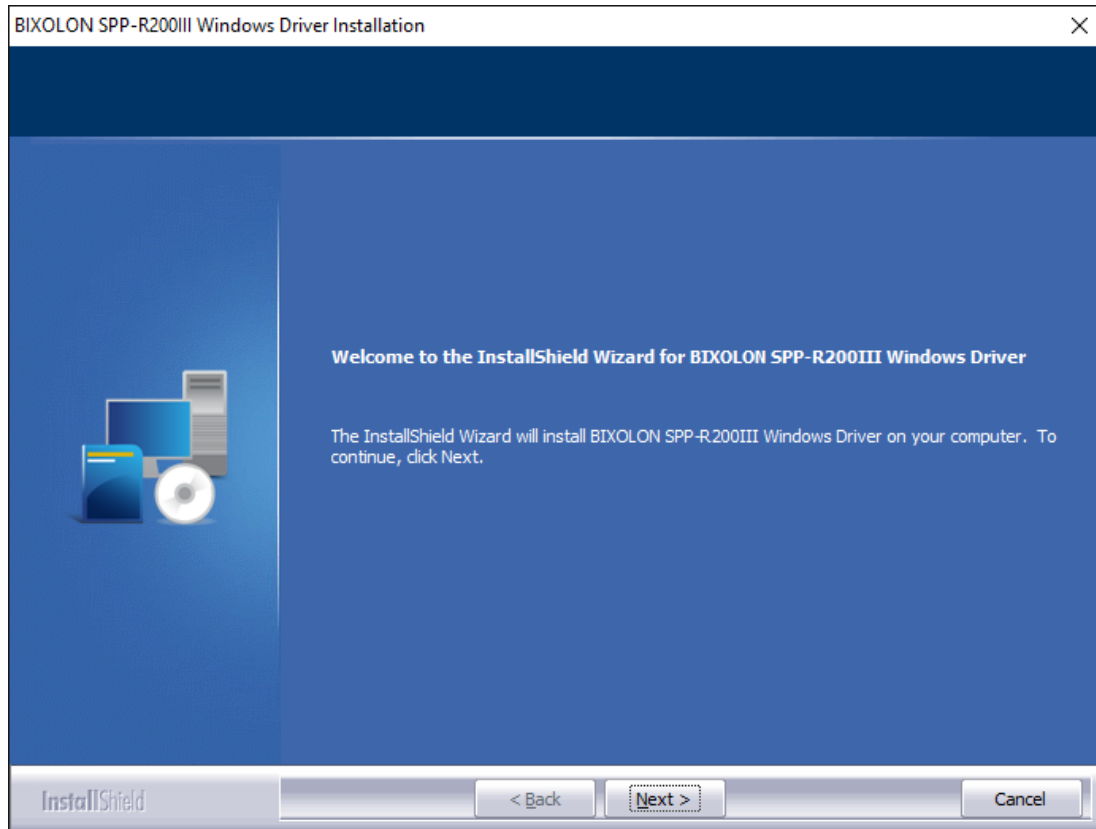 BIXOLON SPP-R200III Windows Driver Installation
Welcome to the InstallShield Wizard for BIXOLON SPP-R200III Windows Driver
The InstallShield Wizard will install BIXOLON SPP-R200III Windows Driver on your computer. To
continue, click Next.
InstallShield
< Back
Next >
Cancel